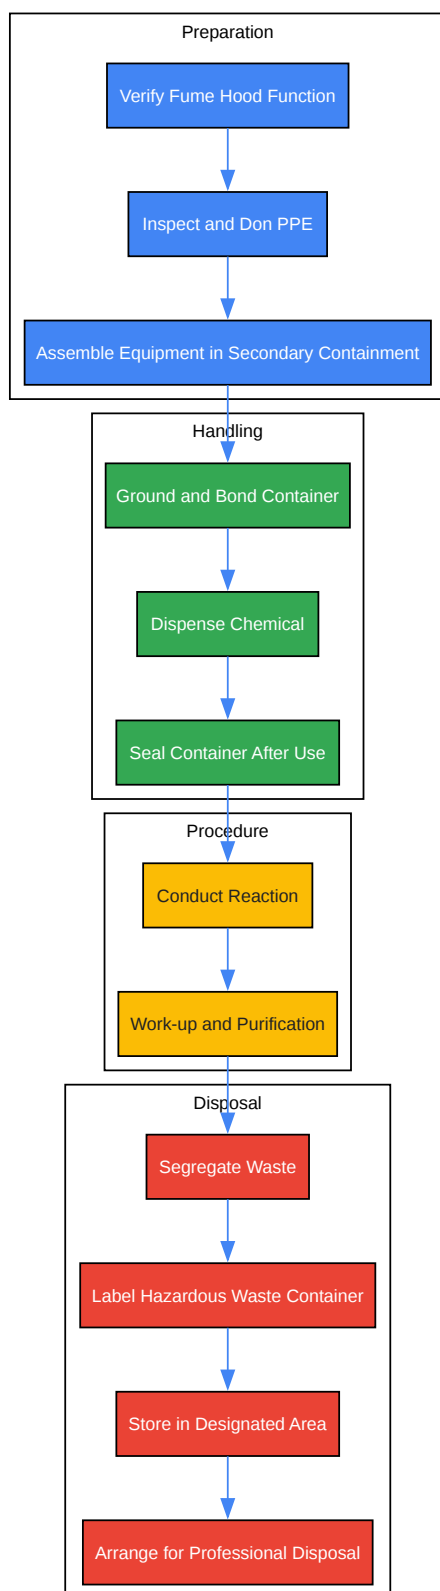 Preparation
Verify Fume Hood Function
Inspect and Don PPE
Assemble Equipment in Secondary Containment
Handling
Ground and Bond Container
Dispense Chemical
Seal Container After Use
Procedure
Conduct Reaction
Work-up and Purification
Disposal
Segregate Waste
Label Hazardous Waste Container
Store in Designated Area
Arrange for Professional Disposal